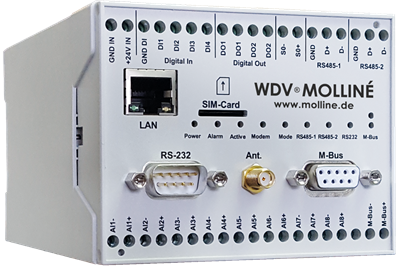 GND IN +24V IN GND DI DI1 DI2 DI3 DI4 DO1 DO1 DO2 DO2 S0- S0+ GND D+ D- GND D+ D-
Digital In Digital Out RS485-1 RS485-2
WDV® MOLLINÉ
www.molline.de
SIM-Card
LAN
Power Alarm Active Modem Mode RS485-1 RS485-2 RS232 M-Bus
RS-232 Ant. M-Bus
AI1- AI1+ AI2- AI2+ AI3- AI3+ AI4- AI4+ AI5- AI5+ AI6- AI6+ AI7- AI7+ AI8- AI8+ M-Bus- M-Bus+